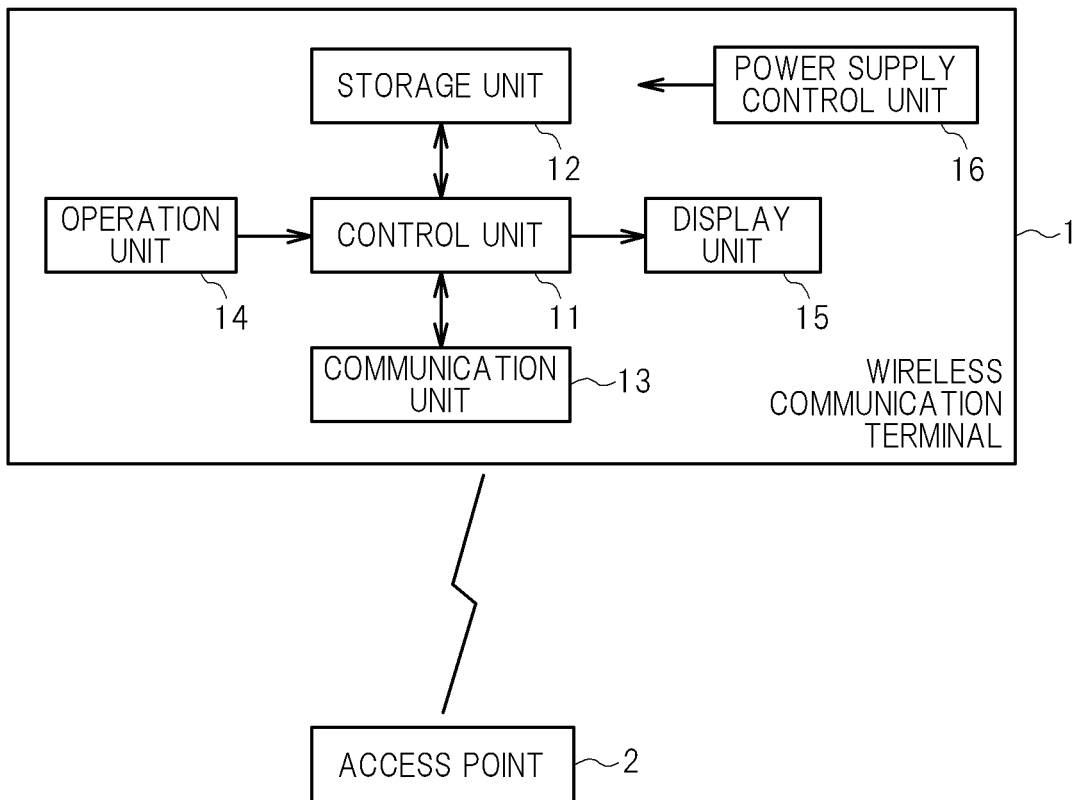 STORAGE UNIT
12
POWER SUPPLY
CONTROL UNIT
16
OPERATION
UNIT
14
CONTROL UNIT
11
DISPLAY
UNIT
15
1
COMMUNICATION
UNIT
13
WIRELESS
COMMUNICATION
TERMINAL
ACCESS POINT
2